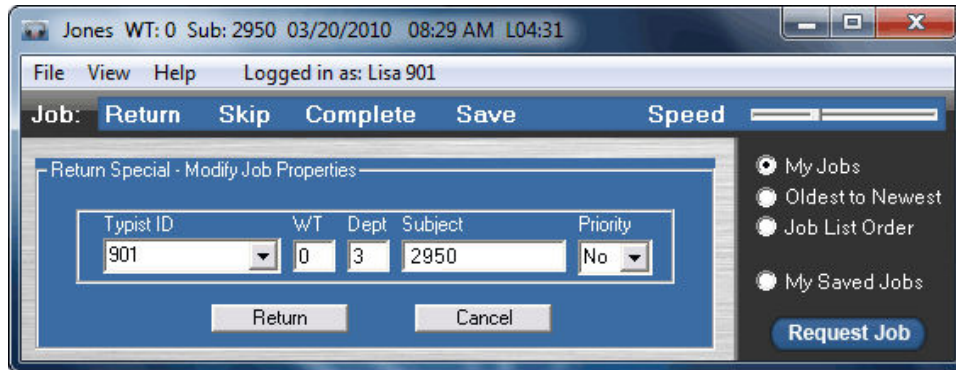 Jones WT: 0 Sub: 2950 03/20/2010 08:29 AM L04:31
File View Help Logged in as: Lisa 901
Job: Return Skip Complete Save Speed
Return Special - Modify Job Properties
Typist ID WT Dept Subject Priority
901 0 3 2950 No
Return Cancel
My Jobs
Oldest to Newest
Job List Order
My Saved Jobs
Request Job